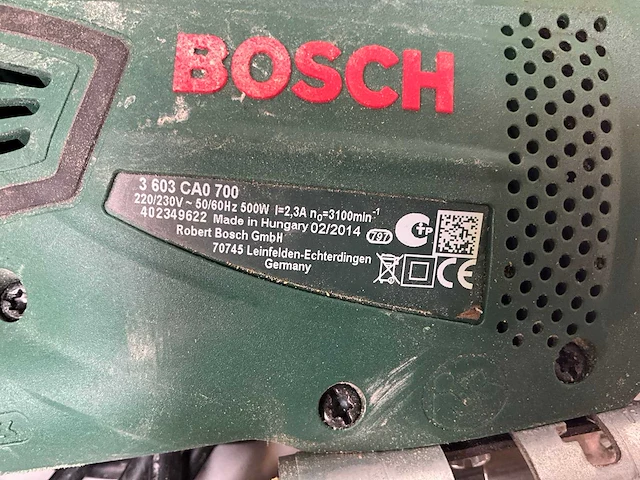 BOSCH
3 603 CA0 700
220/230V ~ 50/60Hz 500W I=2,3A n₀=3100min⁻¹
402349622 Made in Hungary 02/2014
Robert Bosch GmbH
70745 Leinfelden-Echterdingen
Germany
797
CE